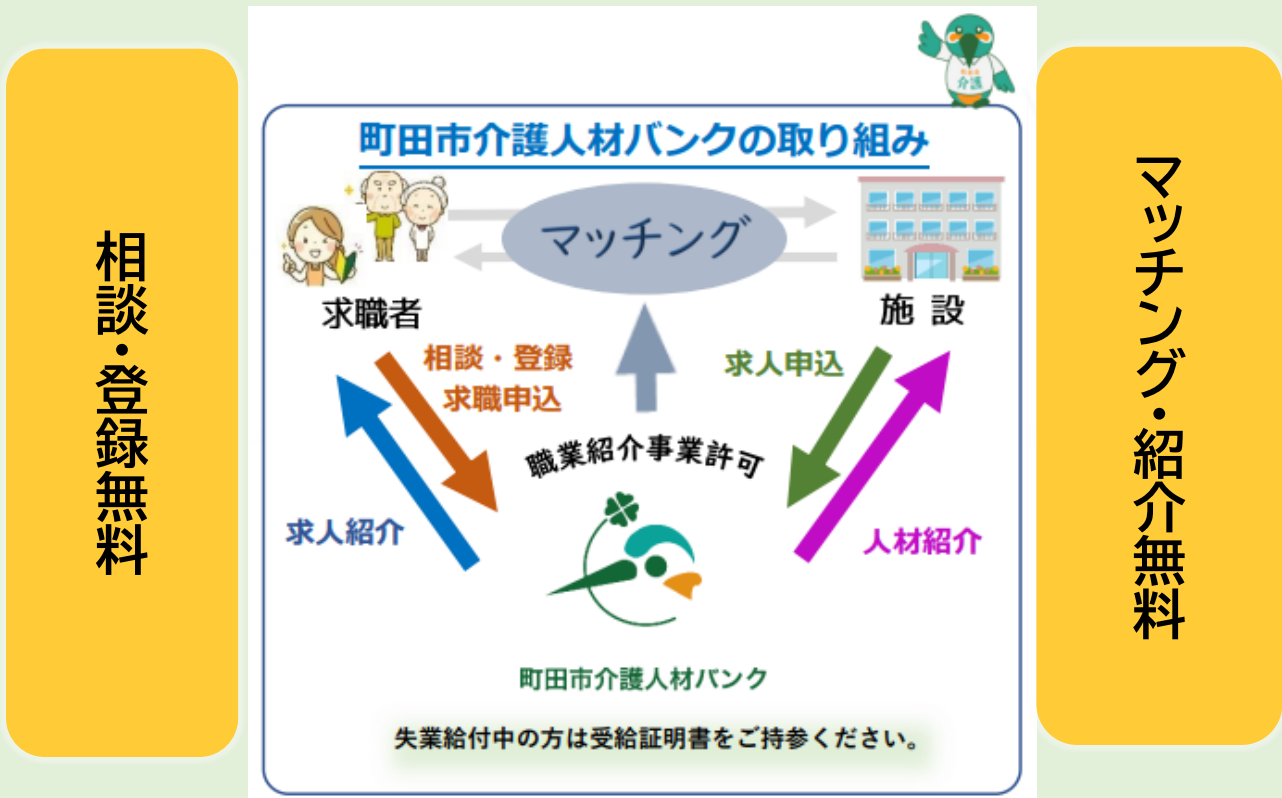 相談・登録無料
介護
町田市介護人材バンクの取り組み
マッチング
求職者
施設
相談・登録
求職申込
求人申込
職業紹介事業許可
求人紹介
人材紹介
町田市介護人材バンク
失業給付中の方は受給証明書をご持参ください。
マッチング・紹介無料